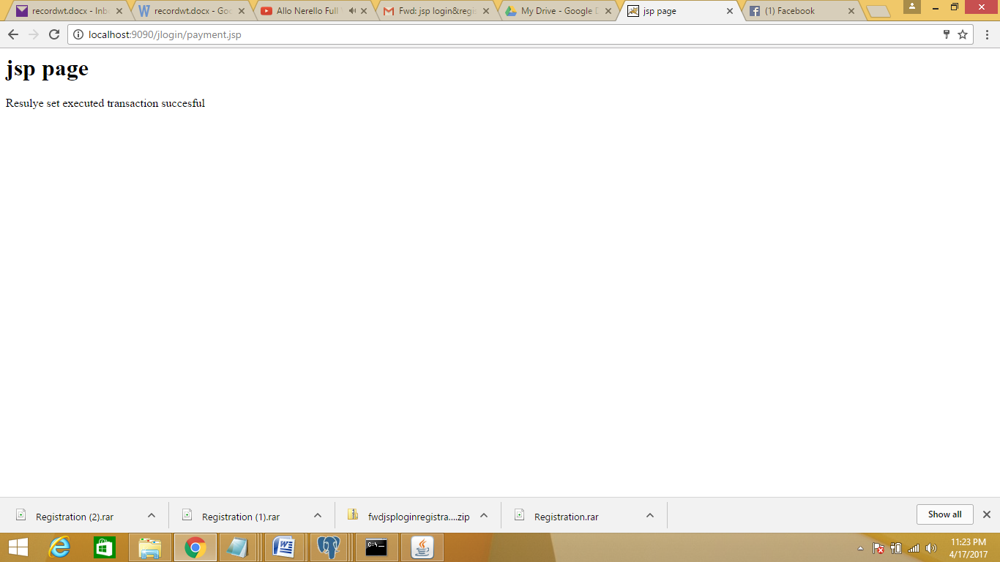 recordwt.docx - Inb
recordwt.docx - Goo
Allo Nerello Full
Fwd: jsp login&regi
My Drive - Google D
jsp page
(1) Facebook
localhost:9090/jlogin/payment.jsp
jsp page
Resulye set executed transaction succesful
Registration (2).rar
Registration (1).rar
fwdjsploginregistra....zip
Registration.rar
Show all
C:\_
11:23 PM
4/17/2017